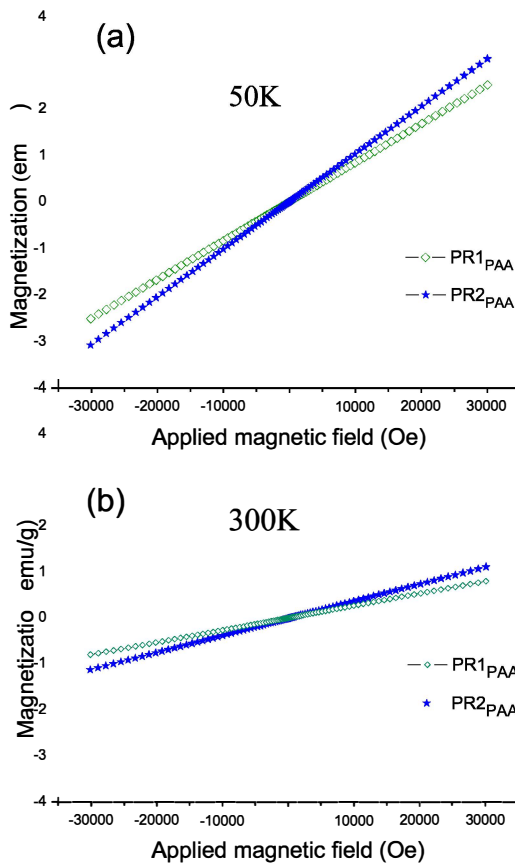 4
(a)
50K
2
1
0
-1
-2
-3
-4
Magnetization (em )
PR1PAA
PR2PAA
-30000 -20000 -10000 10000 20000 30000
Applied magnetic field (Oe)
4
(b)
300K
2
1
0
-1
-2
-3
-4
Magnetizatio emu/g)
PR1PAA
PR2PAA
-30000 -20000 -10000 10000 20000 30000
Applied magnetic field (Oe)